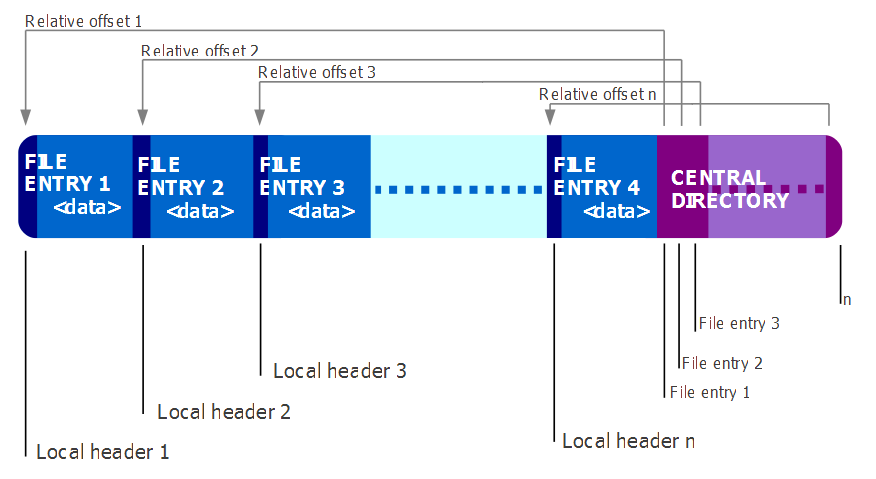 Relative offset 1
Relative offset 2
Relative offset 3
Relative offset n
FILE
ENTRY 1
<data>
FILE
ENTRY 2
<data>
FILE
ENTRY 3
<data>
FILE
ENTRY 4
<data>
CENTRAL
DIRECTORY
n
File entry 3
File entry 2
File entry 1
Local header 3
Local header 2
Local header n
Local header 1